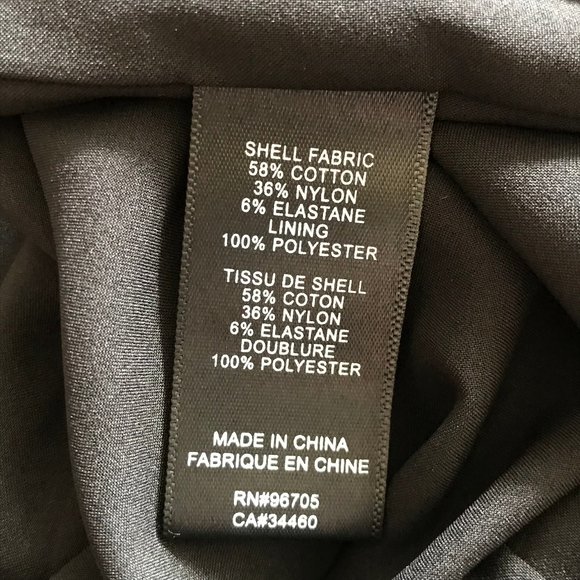 SHELL FABRIC
58% COTTON
36% NYLON
6% ELASTANE
LINING
100% POLYESTER
TISSU DE SHELL
58% COTON
36% NYLON
6% ELASTANE
DOUBLURE
100% POLYESTER
MADE IN CHINA
FABRIQUE EN CHINE
RN#96705
CA#34460